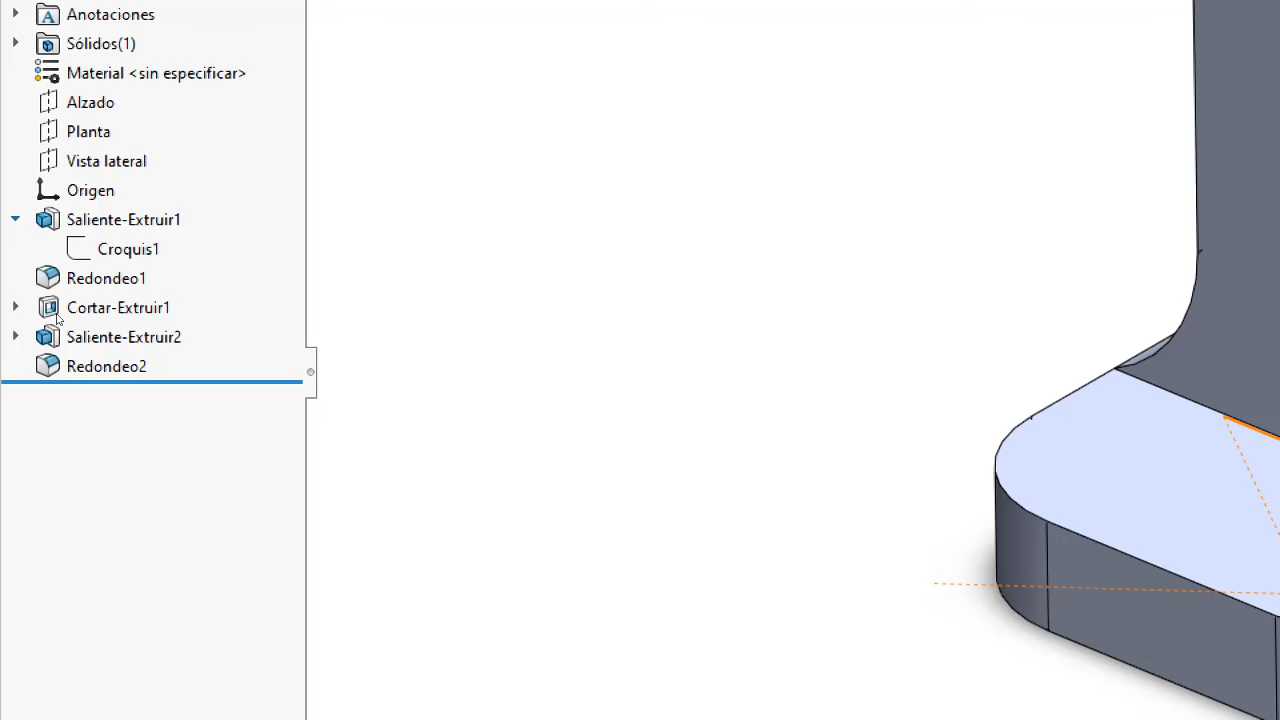 Anotaciones
Sólidos(1)
Material <sin especificar>
Alzado
Planta
Vista lateral
Origen
Saliente-Extruir1
Croquis1
Redondeo1
Cortar-Extruir1
Saliente-Extruir2
Redondeo2